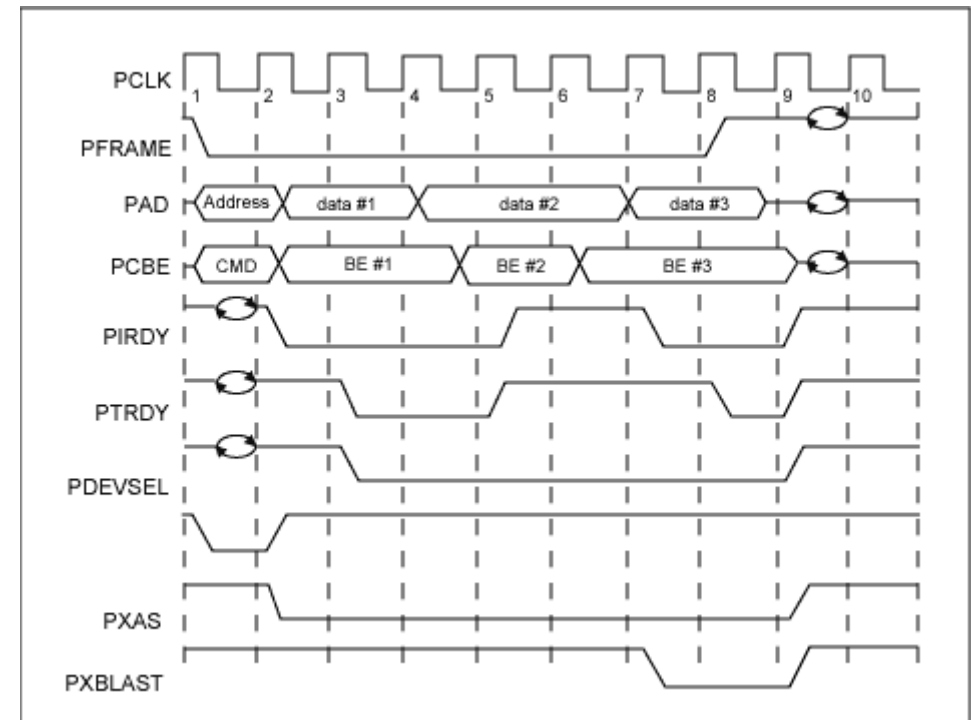 PCLK
1 2 3 4 5 6 7 8 9 10
PFRAME
PAD Address data #1 data #2 data #3
PCBE CMD BE #1 BE #2 BE #3
PIRDY
PTRDY
PDEVSEL
PXAS
PXBLAST